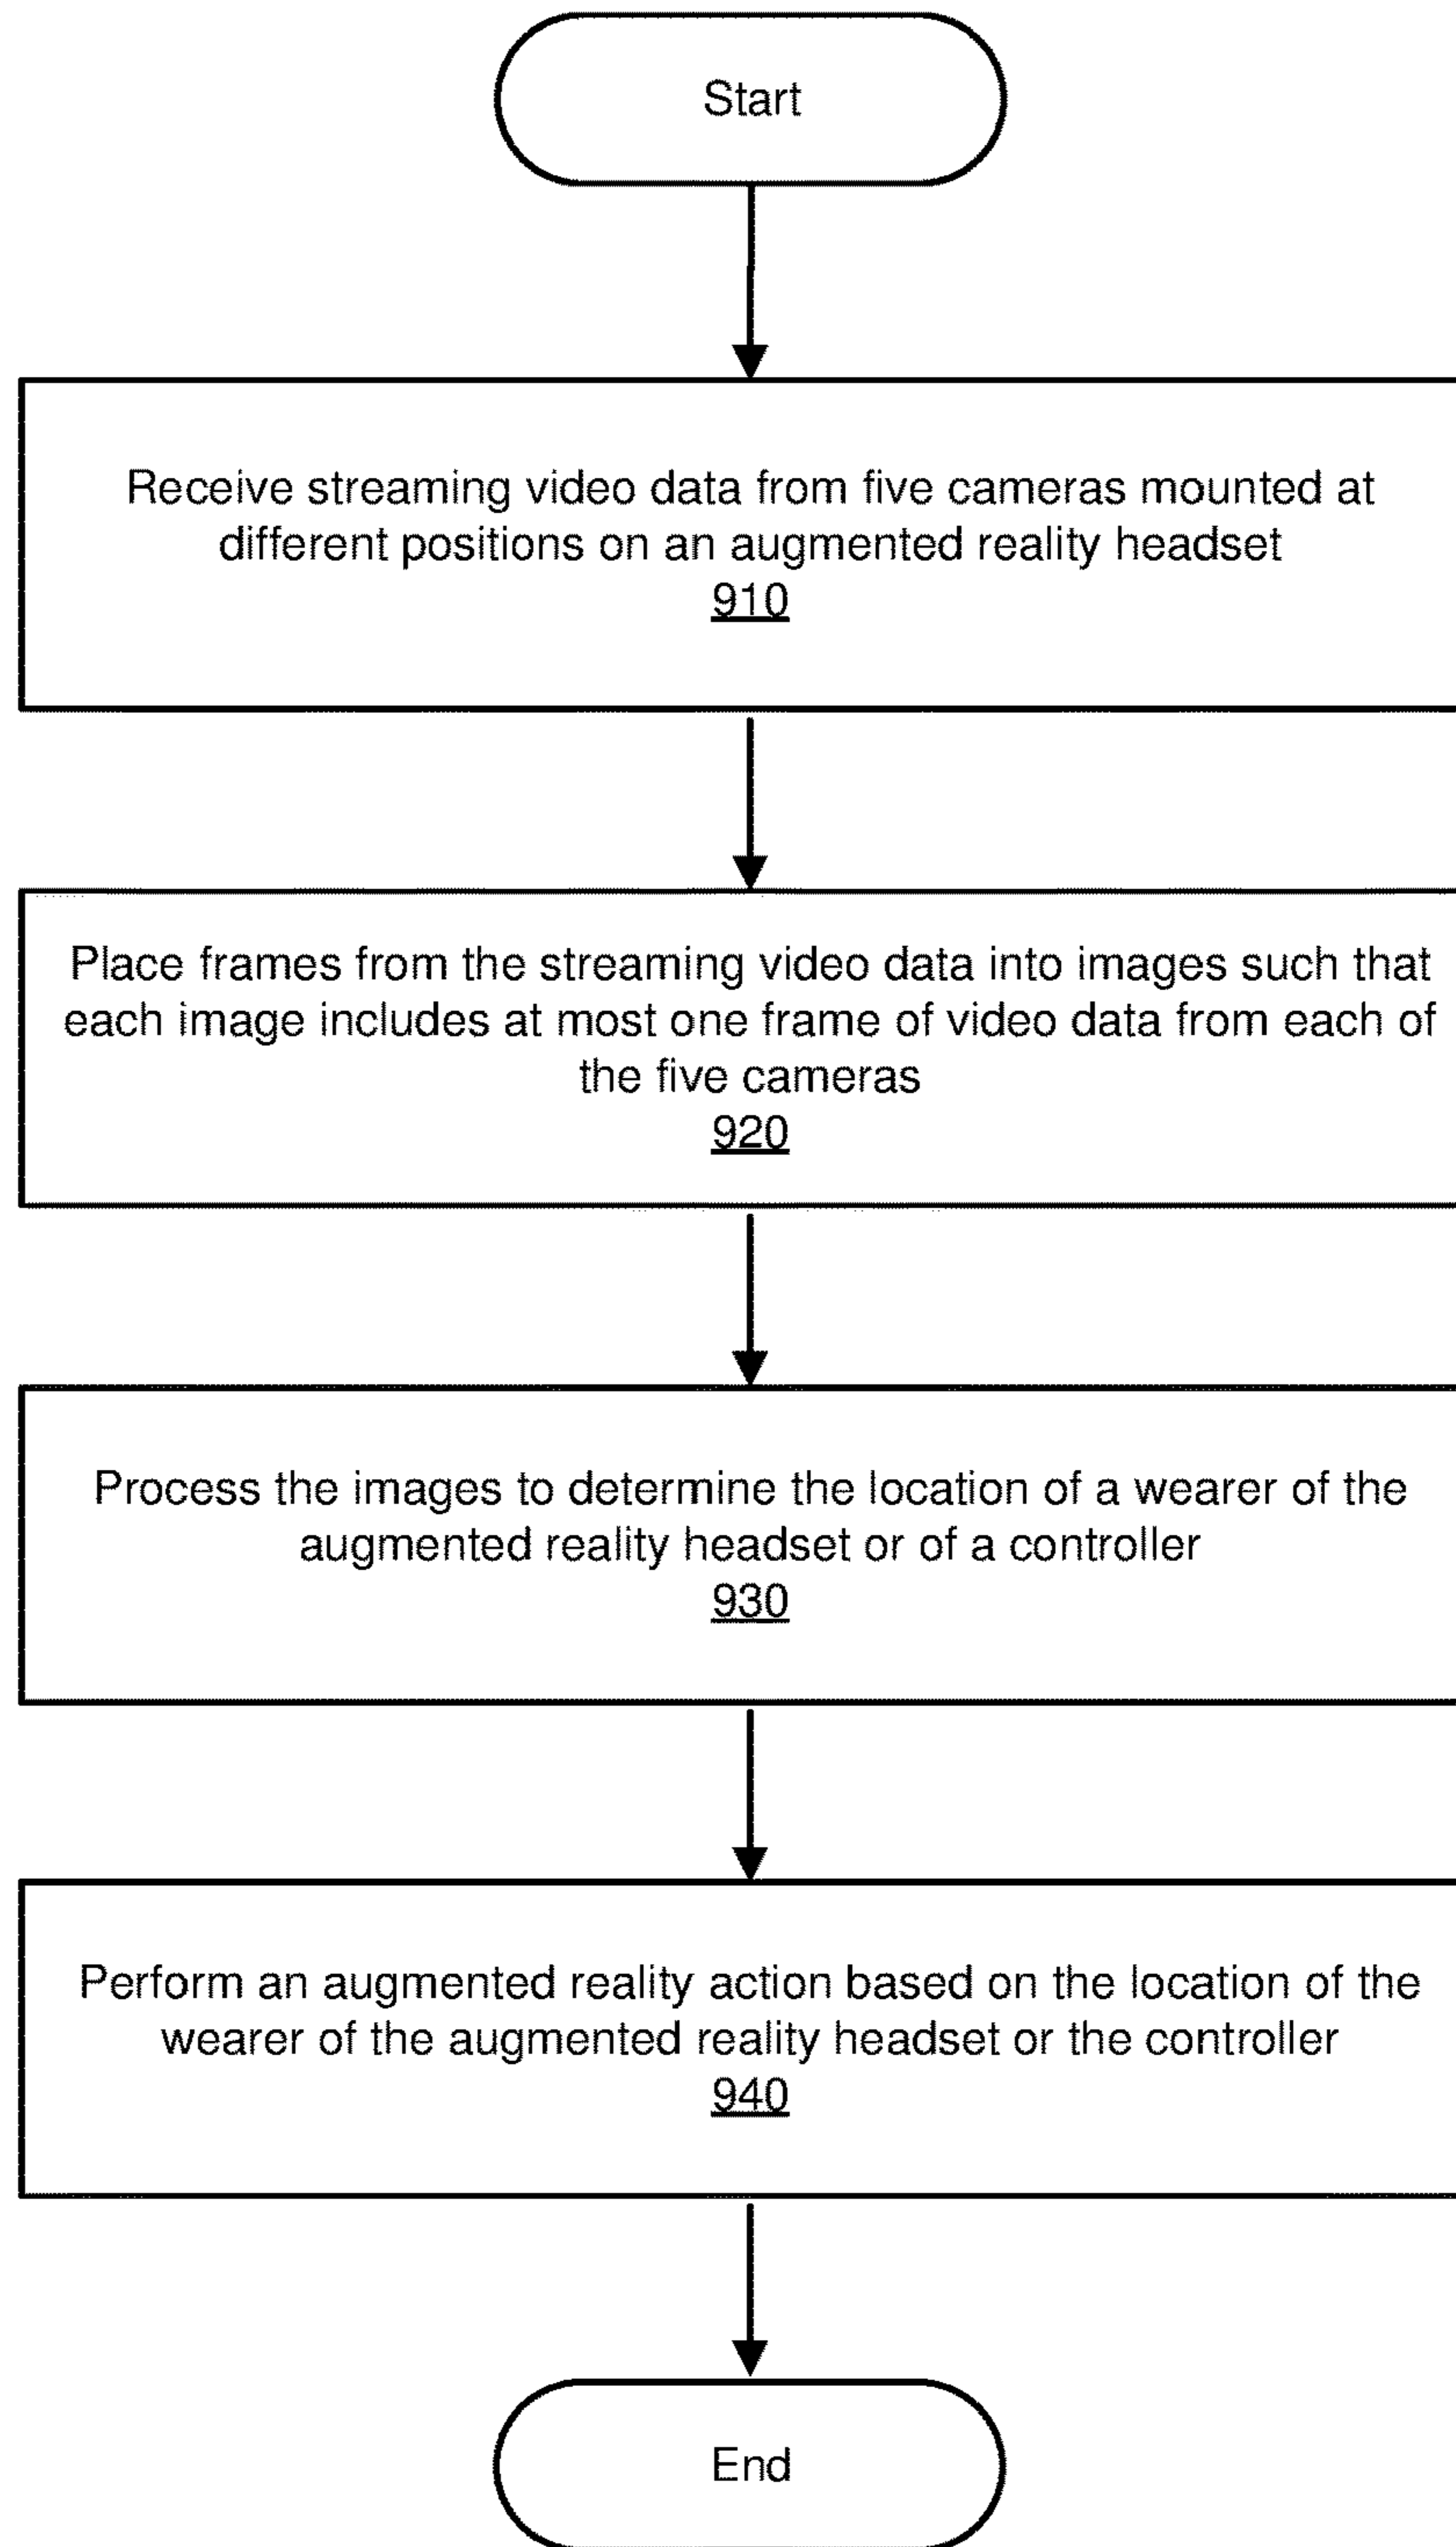 Start
Receive streaming video data from five cameras mounted at
different positions on an augmented reality headset
910
Place frames from the streaming video data into images such that
each image includes at most one frame of video data from each of
the five cameras
920
Process the images to determine the location of a wearer of the
augmented reality headset or of a controller
930
Perform an augmented reality action based on the location of the
wearer of the augmented reality headset or the controller
940
End